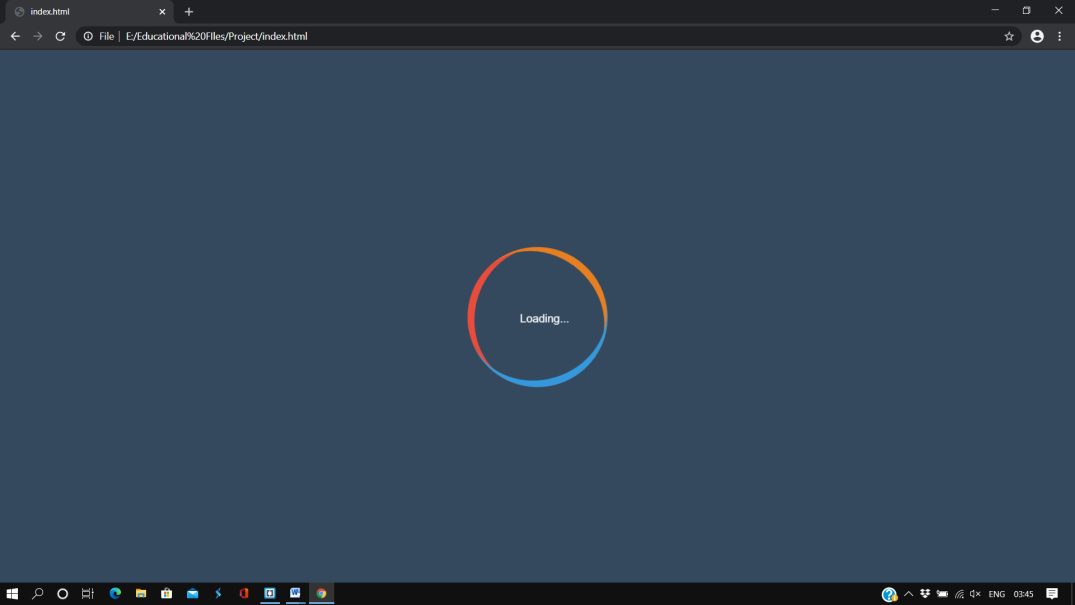 index.html
File | E:/Educational%20FIles/Project/index.html
Loading...
ENG 03:45